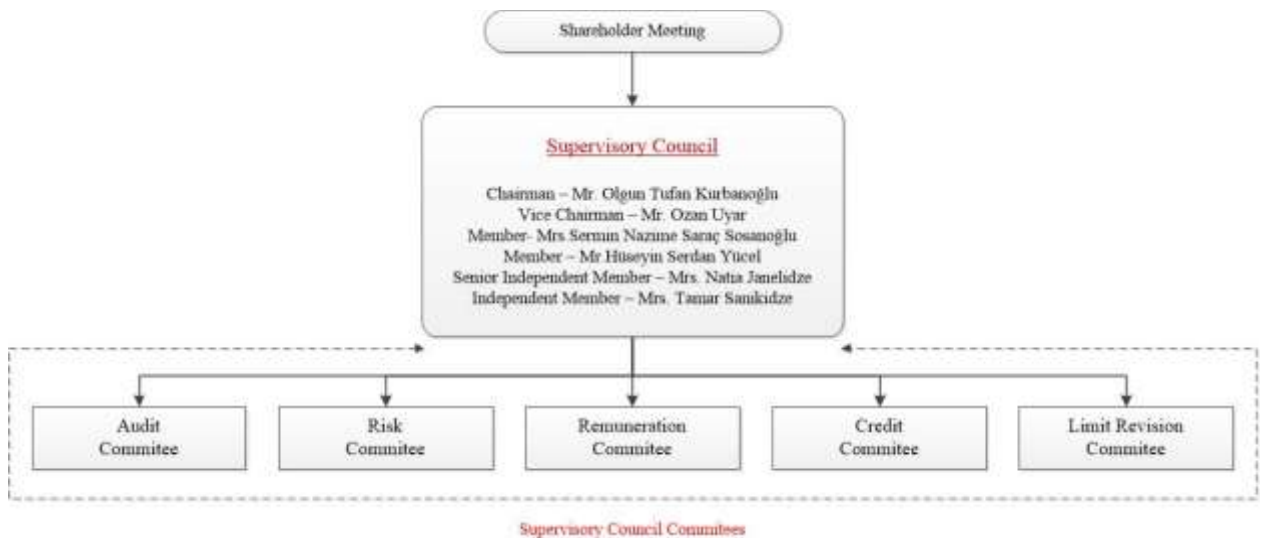 Shareholder Meeting
Supervisory Council
Chairman – Mr. Olgun Tufan Kurbanoğlu
Vice Chairman – Mr. Ozan Uyar
Member- Mrs.Sermin Nazime Saraç Sosanoğlu
Member – Mr.Hüseyin Serdan Yücel
Senior Independent Member – Mrs. Natia Janelidze
Independent Member – Mrs. Tamar Sanikidze
Audit
Commitee
Risk
Commitee
Remuneration
Commitee
Credit
Commitee
Limit Revision
Commitee
Supervisory Council Commitees